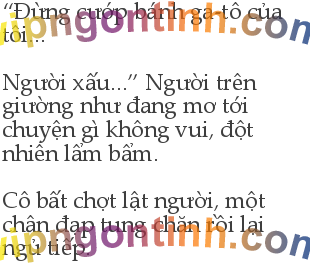 “Đừng cướp bánh ga-tô của
tôi...
Người xấu...” Người trên
giường như đang mơ tới
chuyện gì không vui, đột
nhiên lẩm bẩm.
Cô bất chợt lật người, một
chân đạp tung chăn rồi lại
ngủ tiếp.